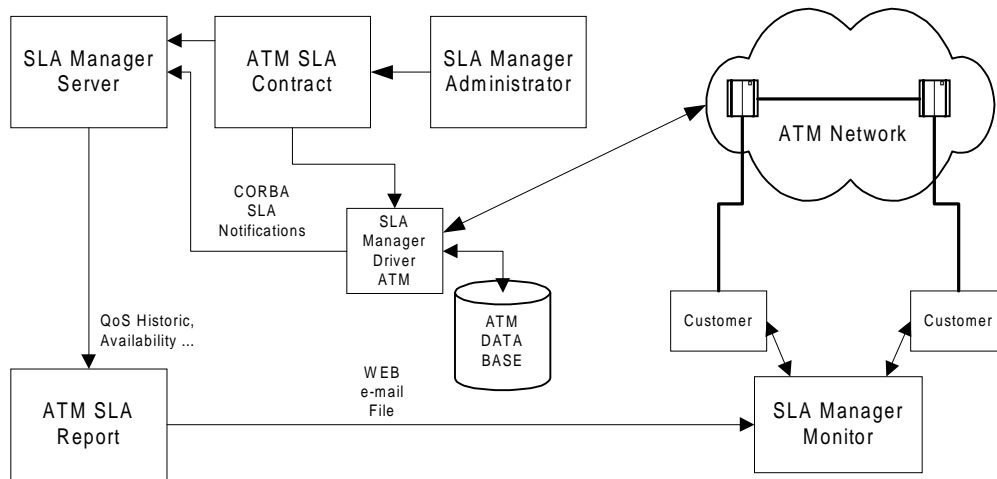 SLA Manager
Server
ATM SLA
Contract
SLA Manager
Administrator
ATM Network
CORBA
SLA
Notifications
SLA
Manager
Driver
ATM
ATM
DATA
BASE
Customer
Customer
QoS Historic,
Availability ...
ATM SLA
Report
WEB
e-mail
File
SLA Manager
Monitor